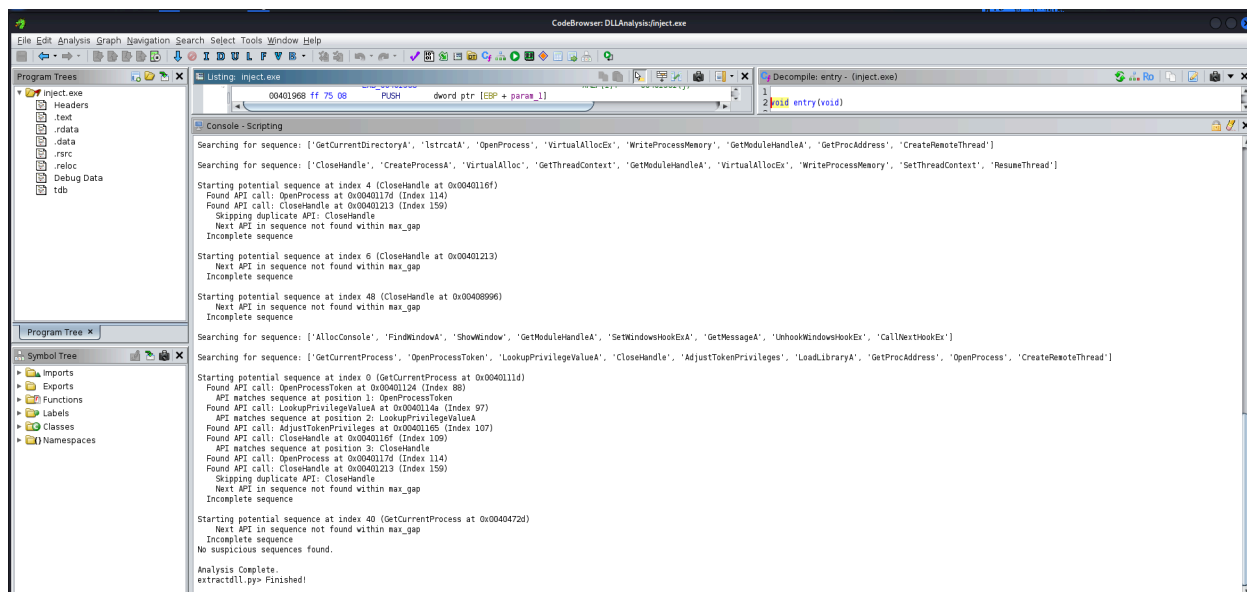 CodeBrowser: DLLAnalysis:/inject.exe
File Edit Analysis Graph Navigation Search Select Tools Window Help
I D U L F V B
Program Trees
inject.exe
Headers
.text
.rdata
.data
.rsrc
.reloc
Debug Data
tdb
Program Tree
Symbol Tree
Imports
Exports
Functions
Labels
Classes
Namespaces
Listing: inject.exe
00401968 ff 75 08 PUSH dword ptr [EBP + param_1]
Decompile: entry - (inject.exe)
Ro
1
2 void entry(void)
Console - Scripting
Searching for sequence: ['GetCurrentDirectoryA', 'lstrcatA', 'OpenProcess', 'VirtualAllocEx', 'WriteProcessMemory', 'GetModuleHandleA', 'GetProcAddress', 'CreateRemoteThread']
Searching for sequence: ['CloseHandle', 'CreateProcessA', 'VirtualAlloc', 'GetThreadContext', 'GetModuleHandleA', 'VirtualAllocEx', 'WriteProcessMemory', 'SetThreadContext', 'ResumeThread']
Starting potential sequence at index 4 (CloseHandle at 0x0040116f)
Found API call: OpenProcess at 0x0040117d (Index 114)
Found API call: CloseHandle at 0x00401213 (Index 159)
Skipping duplicate API: CloseHandle
Next API in sequence not found within max_gap
Incomplete sequence
Starting potential sequence at index 6 (CloseHandle at 0x00401213)
Next API in sequence not found within max_gap
Incomplete sequence
Starting potential sequence at index 48 (CloseHandle at 0x00408996)
Next API in sequence not found within max_gap
Incomplete sequence
Searching for sequence: ['AllocConsole', 'FindWindowA', 'ShowWindow', 'GetModuleHandleA', 'SetWindowsHookExA', 'GetMessageA', 'UnhookWindowsHookEx', 'CallNextHookEx']
Searching for sequence: ['GetCurrentProcess', 'OpenProcessToken', 'LookupPrivilegeValueA', 'CloseHandle', 'AdjustTokenPrivileges', 'LoadLibraryA', 'GetProcAddress', 'OpenProcess', 'CreateRemoteThread']
Starting potential sequence at index 0 (GetCurrentProcess at 0x0040111d)
Found API call: OpenProcessToken at 0x00401124 (Index 88)
API matches sequence at position 1: OpenProcessToken
Found API call: LookupPrivilegeValueA at 0x0040114a (Index 97)
API matches sequence at position 2: LookupPrivilegeValueA
Found API call: AdjustTokenPrivileges at 0x00401165 (Index 107)
Found API call: CloseHandle at 0x0040116f (Index 109)
API matches sequence at position 3: CloseHandle
Found API call: OpenProcess at 0x0040117d (Index 114)
Found API call: CloseHandle at 0x00401213 (Index 159)
Skipping duplicate API: CloseHandle
Next API in sequence not found within max_gap
Incomplete sequence
Starting potential sequence at index 40 (GetCurrentProcess at 0x0040472d)
Next API in sequence not found within max_gap
Incomplete sequence
No suspicious sequences found.
Analysis Complete.
extractdll.py> Finished!